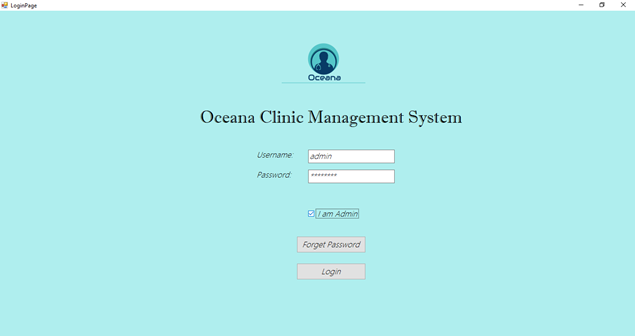 LoginPage
Oceana
Oceana Clinic Management System
Username: admin
Password: ********
I am Admin
Forget Password
Login